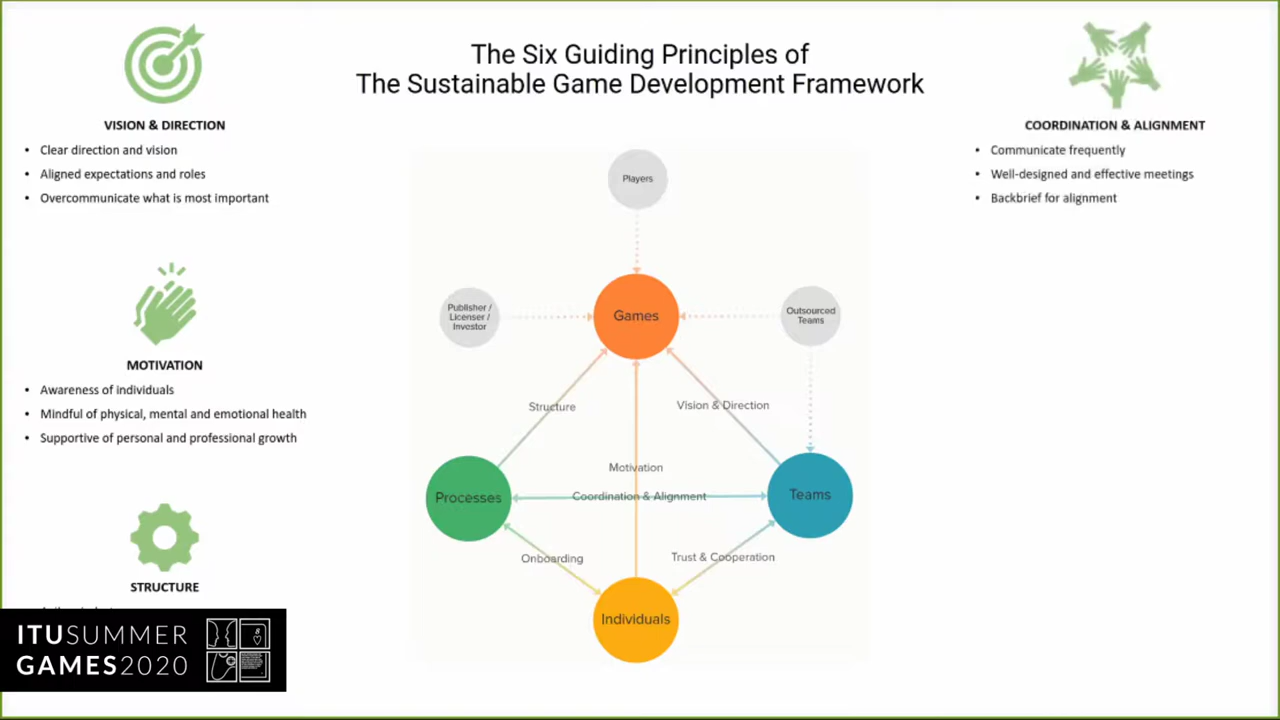 The Six Guiding Principles of
The Sustainable Game Development Framework
VISION & DIRECTION
• Clear direction and vision
• Aligned expectations and roles
• Overcommunicate what is most important
MOTIVATION
• Awareness of individuals
• Mindful of physical, mental and emotional health
• Supportive of personal and professional growth
STRUCTURE
ITUSUMMER
GAMES2020
Players
Publisher /
Licenser /
Investor
Games
Outsourced
Teams
Structure
Vision & Direction
Motivation
Processes
Coordination & Alignment
Teams
Onboarding
Trust & Cooperation
Individuals
COORDINATION & ALIGNMENT
• Communicate frequently
• Well-designed and effective meetings
• Backbrief for alignment